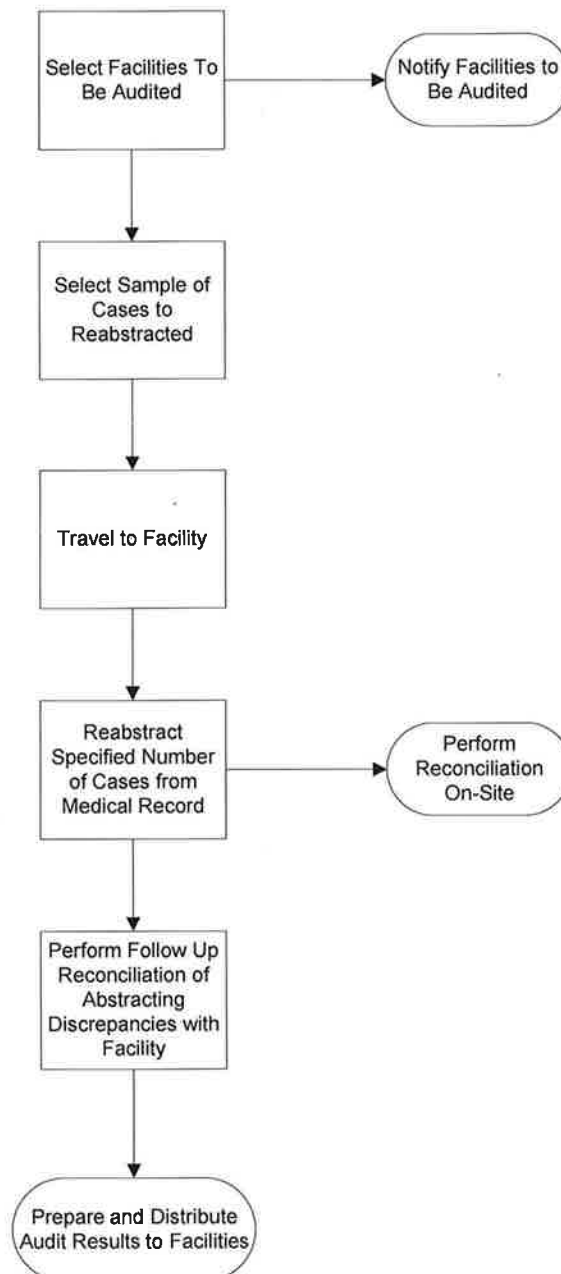 Select Facilities To
Be Audited
Notify Facilities to
Be Audited
Select Sample of
Cases to
Reabstracted
Travel to Facility
Reabstract
Specified Number
of Cases from
Medical Record
Perform
Reconciliation
On-Site
Perform Follow Up
Reconciliation of
Abstracting
Discrepancies with
Facility
Prepare and Distribute
Audit Results to Facilities